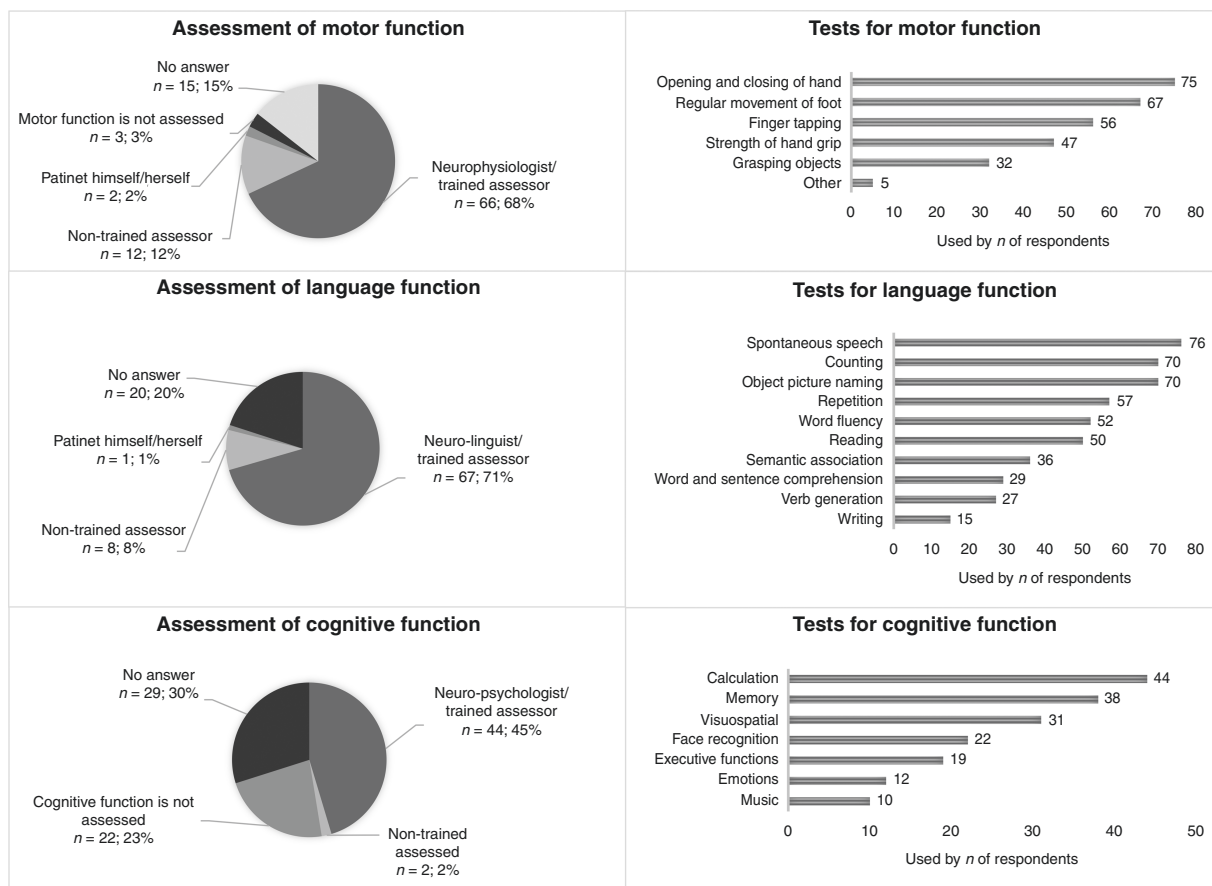 Assessment of motor function
No answer
n = 15; 15%
Motor function is not assessed
n = 3; 3%
Patinet himself/herself
n = 2; 2%
Non-trained assessor
n = 12; 12%
Neurophysiologist/
trained assessor
n = 66; 68%
Tests for motor function
Opening and closing of hand 75
Regular movement of foot 67
Finger tapping 56
Strength of hand grip 47
Grasping objects 32
Other 5
0 10 20 30 40 50 60 70 80
Used by n of respondents
Assessment of language function
No answer
n = 20; 20%
Patinet himself/herself
n = 1; 1%
Non-trained assessor
n = 8; 8%
Neuro-linguist/
trained assessor
n = 67; 71%
Tests for language function
Spontaneous speech 76
Counting 70
Object picture naming 70
Repetition 57
Word fluency 52
Reading 50
Semantic association 36
Word and sentence comprehension 29
Verb generation 27
Writing 15
0 10 20 30 40 50 60 70 80
Used by n of respondents
Assessment of cognitive function
No answer
n = 29; 30%
Cognitive function is not
assessed
n = 22; 23%
Neuro-psychologist/
trained assessor
n = 44; 45%
Non-trained
assessed
n = 2; 2%
Tests for cognitive function
Calculation 44
Memory 38
Visuospatial 31
Face recognition 22
Executive functions 19
Emotions 12
Music 10
0 10 20 30 40 50
Used by n of respondents